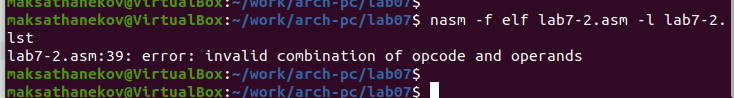 maksathanekov@VirtualBox:~/work/arch-pc/lab07$
maksathanekov@VirtualBox:~/work/arch-pc/lab07$ nasm -f elf lab7-2.asm -l lab7-2.
lst
lab7-2.asm:39: error: invalid combination of opcode and operands
maksathanekov@VirtualBox:~/work/arch-pc/lab07$
maksathanekov@VirtualBox:~/work/arch-pc/lab07$